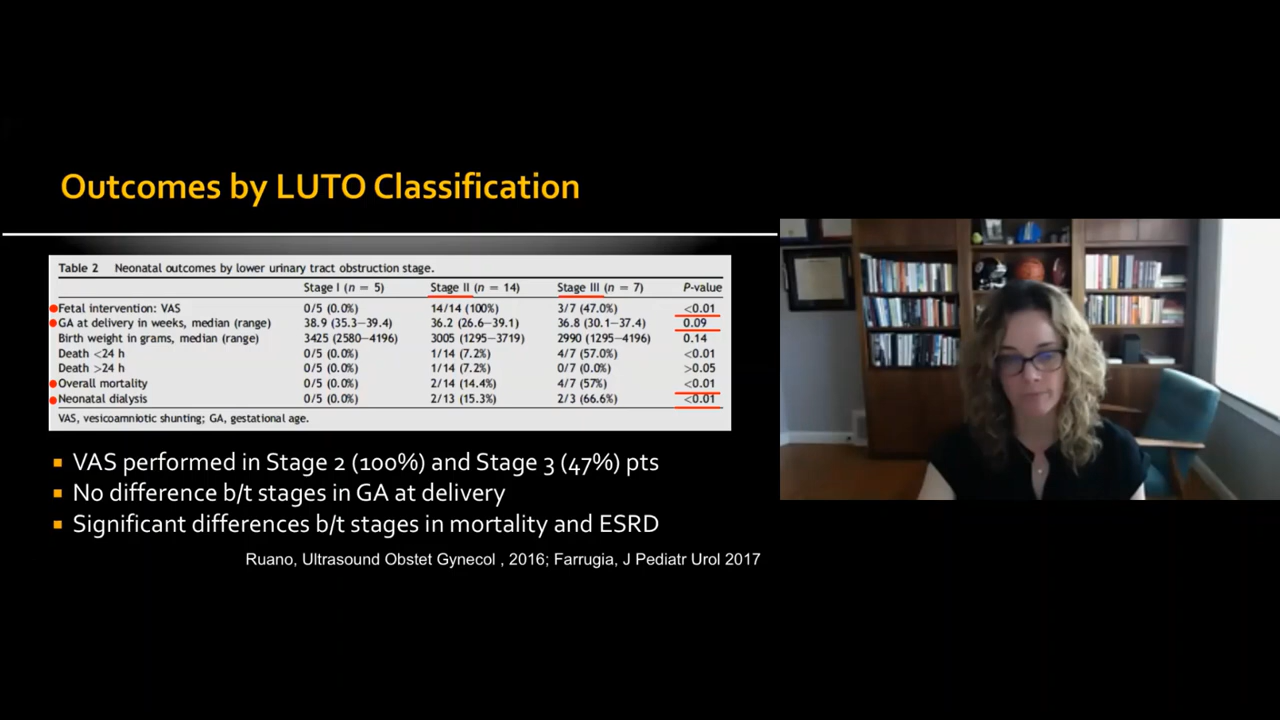 Outcomes by LUTO Classification
Table 2 Neonatal outcomes by lower urinary tract obstruction stage.
Stage I (n = 5) Stage II (n = 14) Stage III (n = 7) P-value
Fetal intervention: VAS 0/5 (0.0%) 14/14 (100%) 3/7 (47.0%) <0.01
GA at delivery in weeks, median (range) 38.9 (35.3–39.4) 36.2 (26.6–39.1) 36.8 (30.1–37.4) 0.09
Birth weight in grams, median (range) 3425 (2580–4196) 3005 (1295–3719) 2990 (1295–4196) 0.14
Death <24 h 0/5 (0.0%) 1/14 (7.2%) 4/7 (57.0%) <0.01
Death >24 h 0/5 (0.0%) 1/14 (7.2%) 0/7 (0.0%) >0.05
Overall mortality 0/5 (0.0%) 2/14 (14.4%) 4/7 (57%) <0.01
Neonatal dialysis 0/5 (0.0%) 2/13 (15.3%) 2/3 (66.6%) <0.01
VAS, vesicoamniotic shunting; GA, gestational age.
VAS performed in Stage 2 (100%) and Stage 3 (47%) pts
No difference b/t stages in GA at delivery
Significant differences b/t stages in mortality and ESRD
Ruano, Ultrasound Obstet Gynecol , 2016; Farrugia, J Pediatr Urol 2017